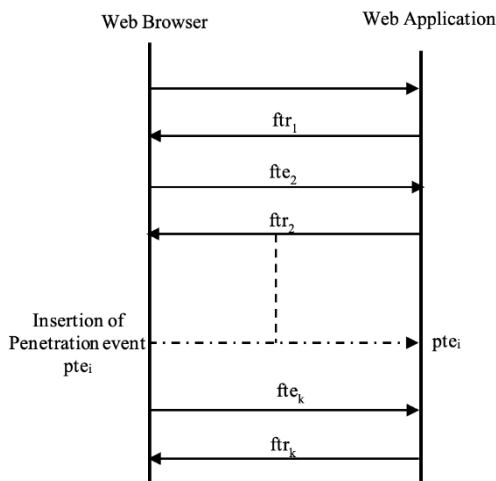 Web Browser
Web Application
ftr₁
fte₂
ftr₂
Insertion of
Penetration event
pteᵢ
pteᵢ
fteₖ
ftrₖ